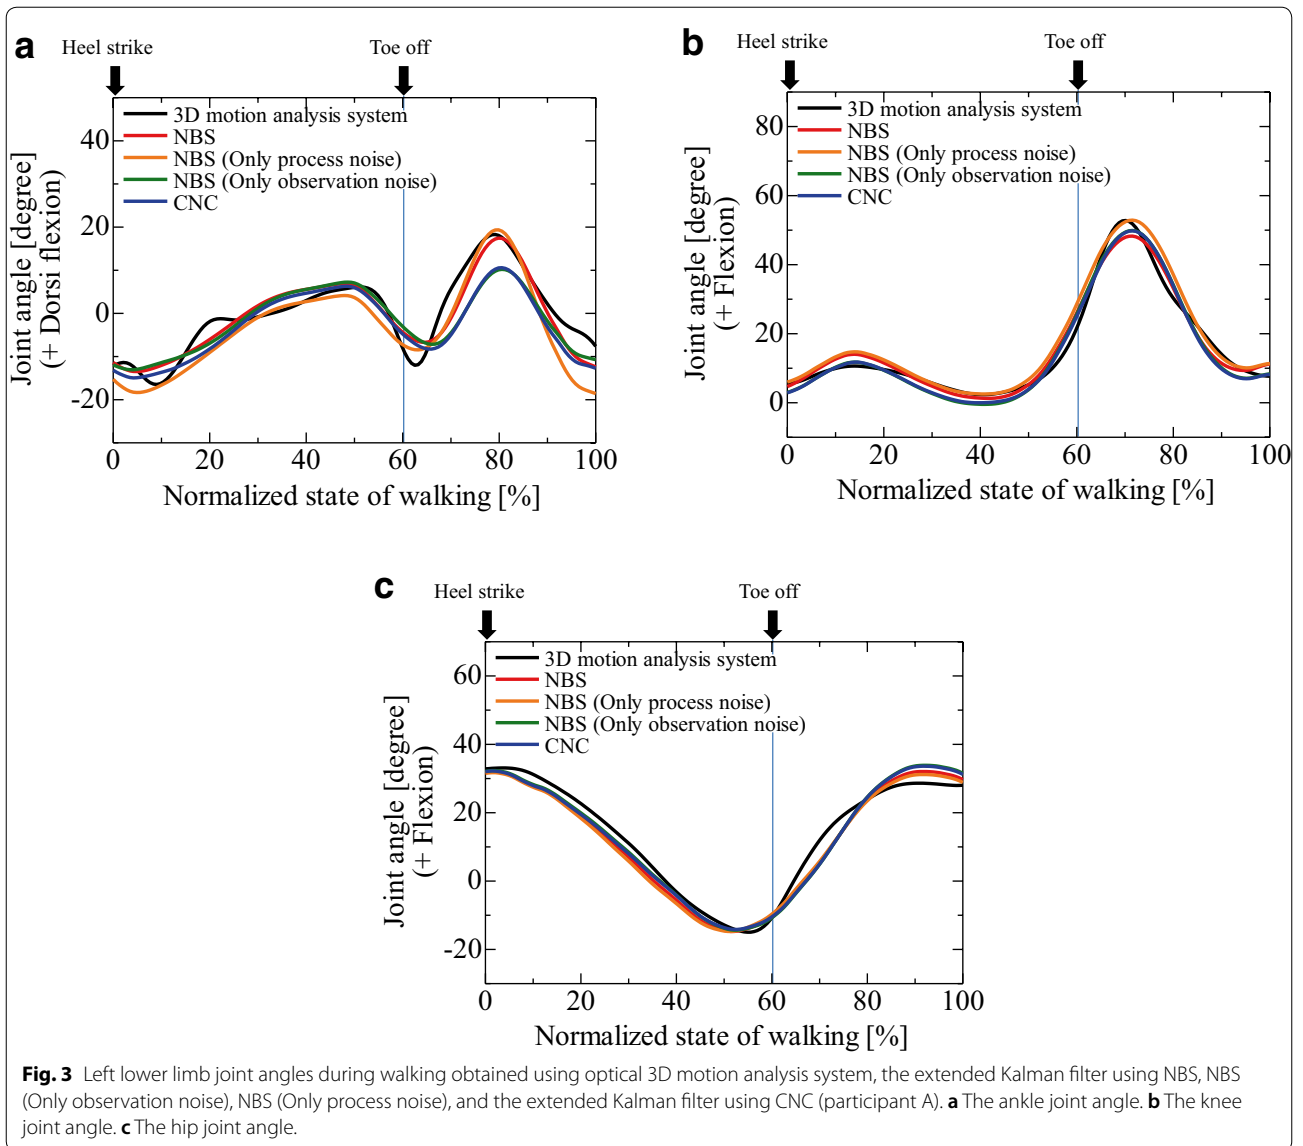 a
Heel strike
Toe off
3D motion analysis system
NBS
NBS (Only process noise)
NBS (Only observation noise)
CNC
Joint angle [degree]
(+ Dorsi flexion)
40
20
0
-20
0 20 40 60 80 100
Normalized state of walking [%]
b
Heel strike
Toe off
3D motion analysis system
NBS
NBS (Only process noise)
NBS (Only observation noise)
CNC
Joint angle [degree]
(+ Flexion)
80
60
40
20
0
0 20 40 60 80 100
Normalized state of walking [%]
c
Heel strike
Toe off
3D motion analysis system
NBS
NBS (Only process noise)
NBS (Only observation noise)
CNC
Joint angle [degree]
(+ Flexion)
60
40
20
0
-20
0 20 40 60 80 100
Normalized state of walking [%]
Fig. 3 Left lower limb joint angles during walking obtained using optical 3D motion analysis system, the extended Kalman filter using NBS, NBS
(Only observation noise), NBS (Only process noise), and the extended Kalman filter using CNC (participant A). a The ankle joint angle. b The knee
joint angle. c The hip joint angle.